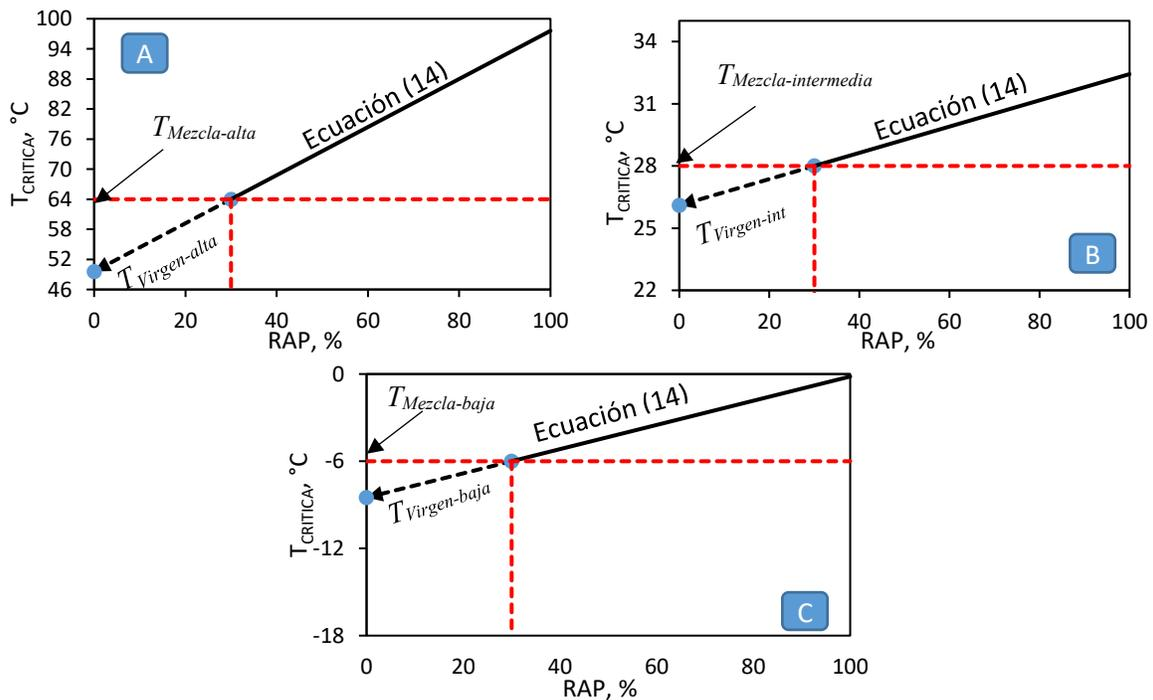 100
94
88
82
76
70
64
58
52
46
T_CRITICA, °C
A
T_Mezcla-alta
Ecuación (14)
T_Virgen-alta
0 20 40 60 80 100
RAP, %
34
31
28
25
22
T_CRITICA, °C
T_Mezcla-intermedia
Ecuación (14)
T_Virgen-int
B
0 20 40 60 80 100
RAP, %
0
-6
-12
-18
T_CRITICA, °C
T_Mezcla-baja
Ecuación (14)
T_Virgen-baja
C
0 20 40 60 80 100
RAP, %